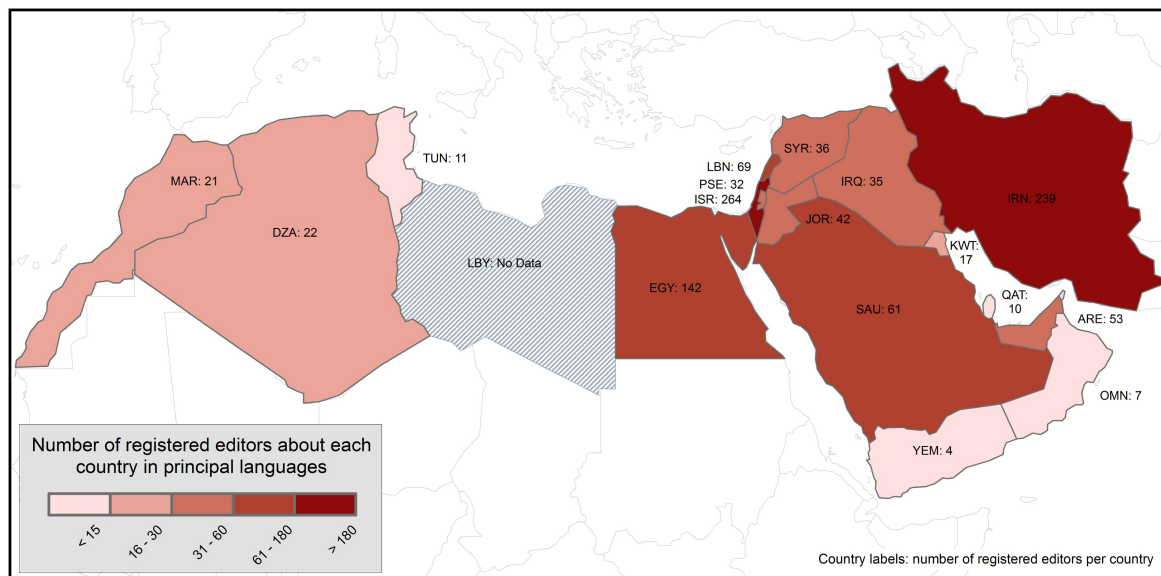 TUN: 11
MAR: 21
DZA: 22
LBY: No Data
EGY: 142
LBN: 69
PSE: 32
ISR: 264
SYR: 36
IRQ: 35
JOR: 42
IRN: 239
KWT:
17
QAT:
10
ARE: 53
SAU: 61
OMN: 7
YEM: 4
Number of registered editors about each
country in principal languages
< 15
16 - 30
31 - 60
61 - 180
> 180
Country labels: number of registered editors per country